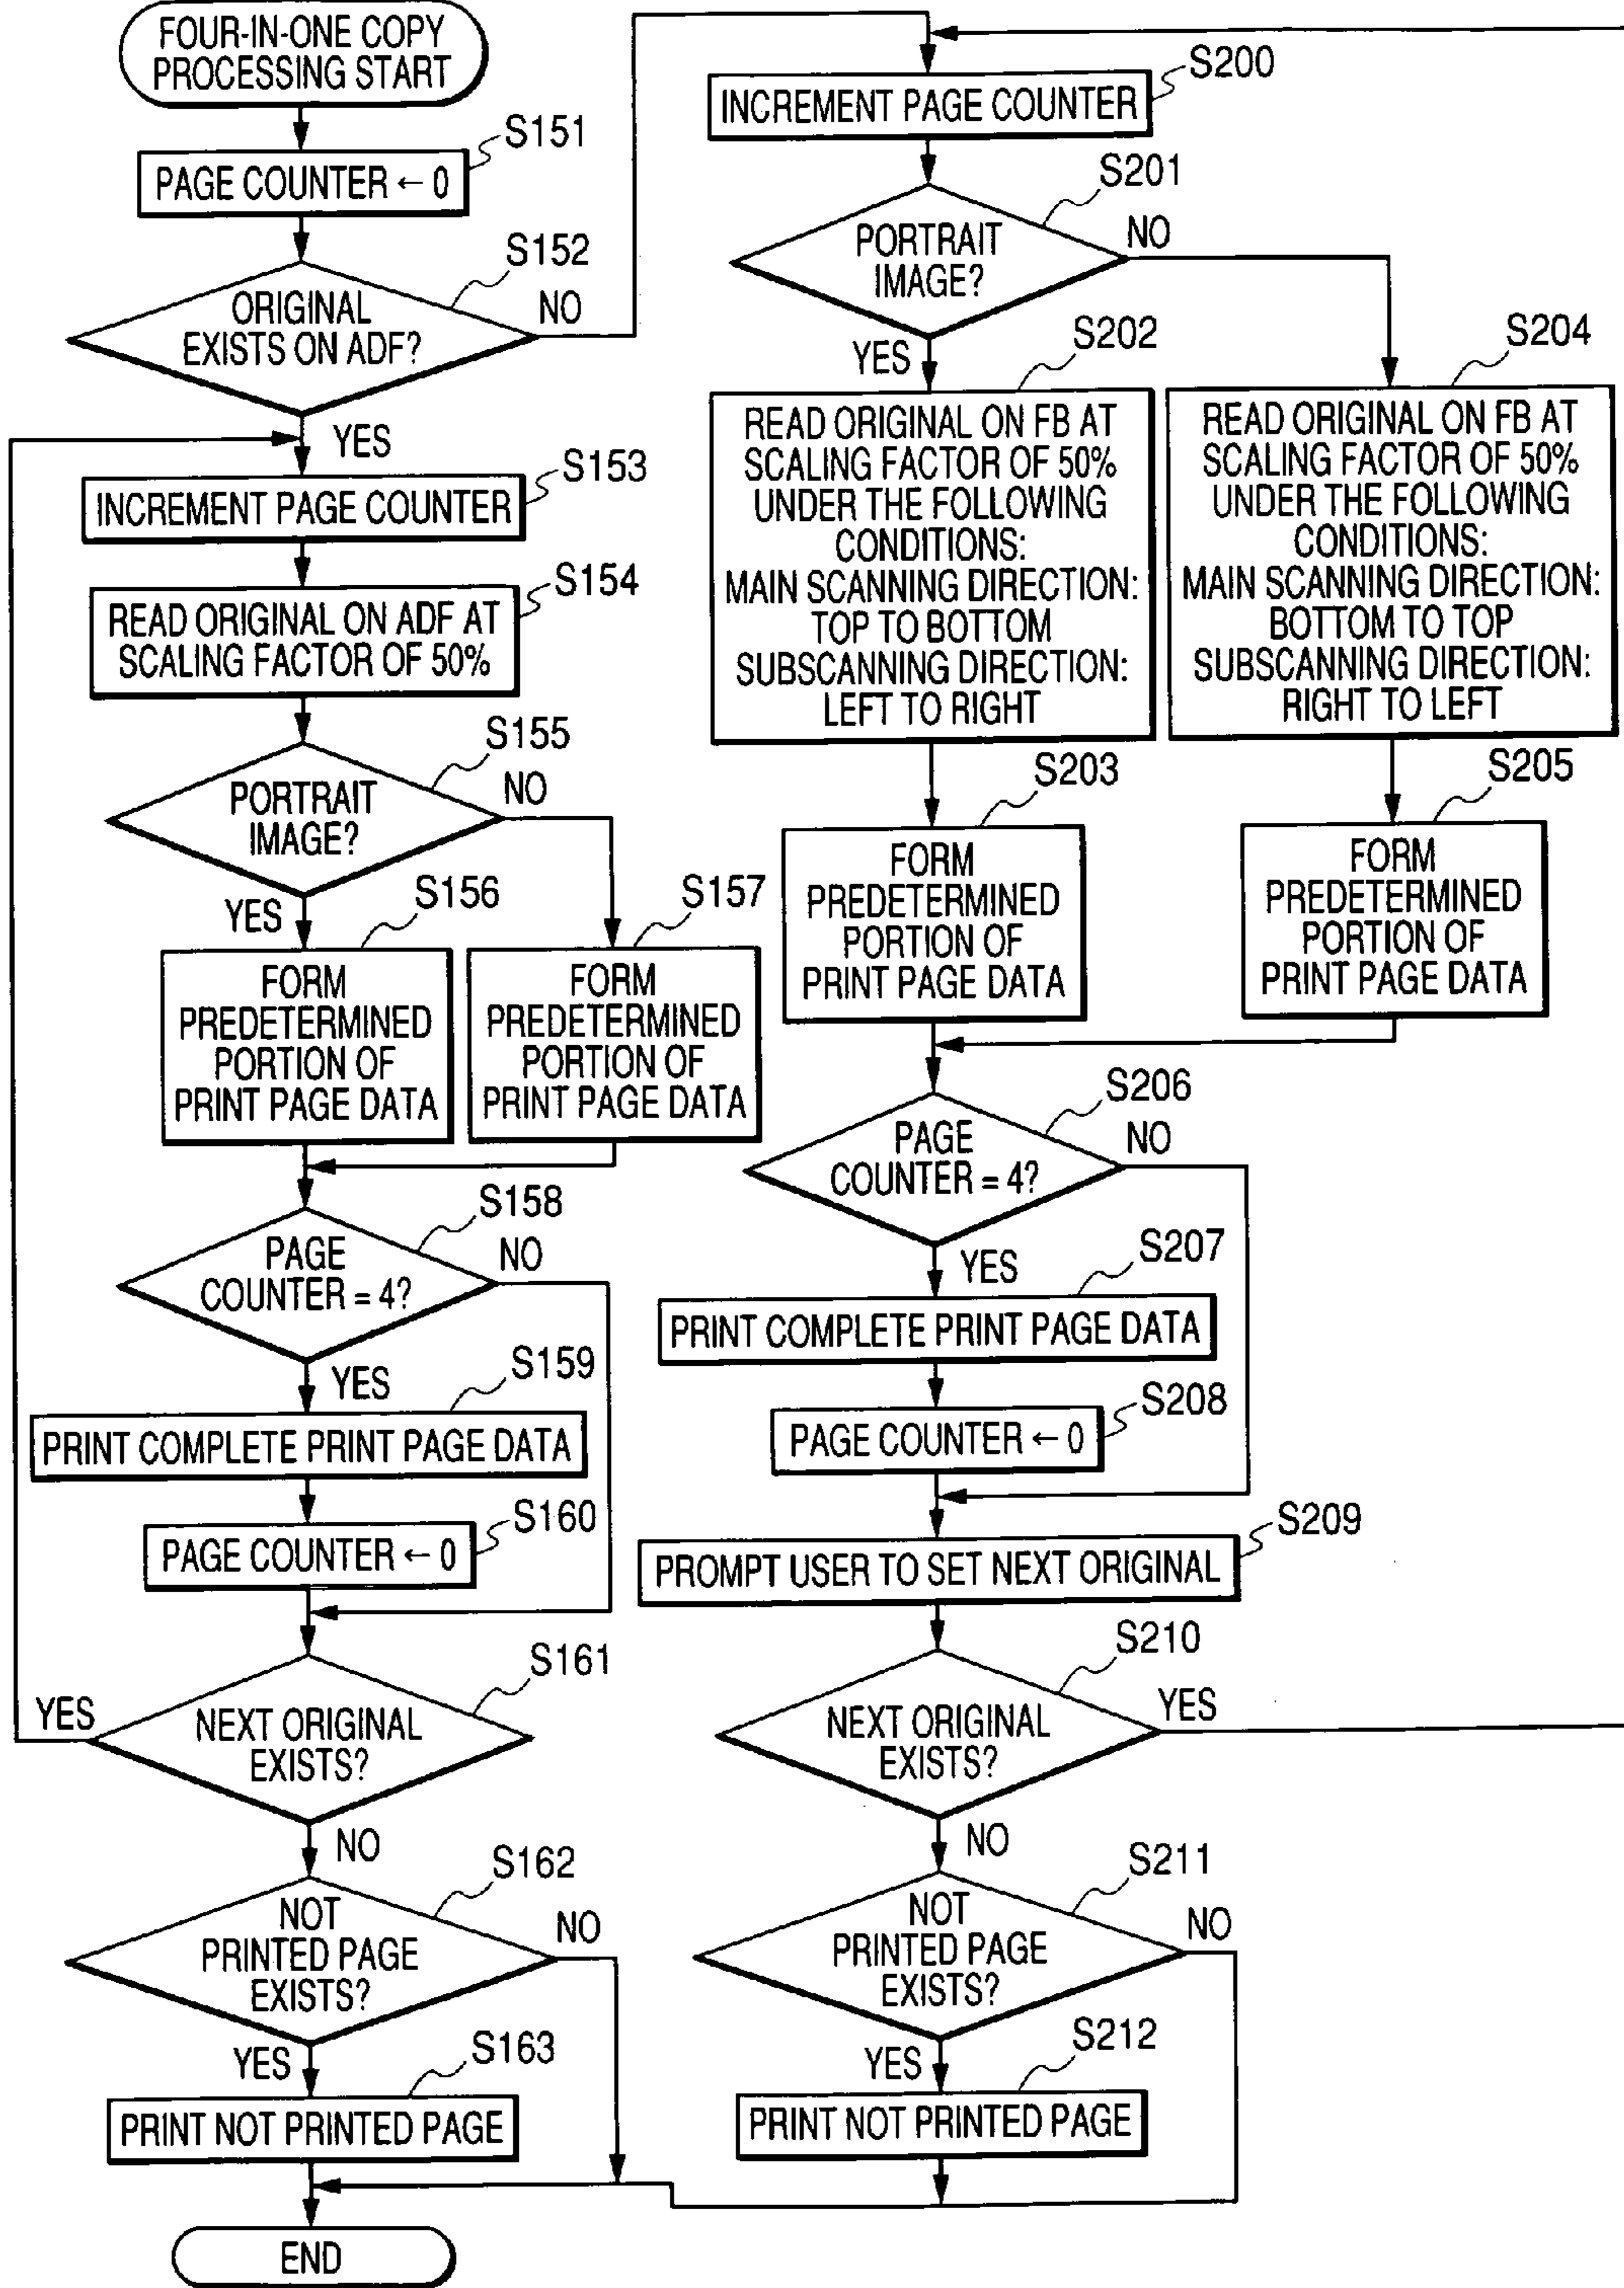 FOUR-IN-ONE COPY
PROCESSING START
S151
PAGE COUNTER ← 0
S152
ORIGINAL
EXISTS ON ADF?
NO
YES
S153
INCREMENT PAGE COUNTER
S154
READ ORIGINAL ON ADF AT
SCALING FACTOR OF 50%
S155
PORTRAIT
IMAGE?
NO
YES
S156
FORM
PREDETERMINED
PORTION OF
PRINT PAGE DATA
S157
FORM
PREDETERMINED
PORTION OF
PRINT PAGE DATA
S158
PAGE
COUNTER = 4?
NO
YES
S159
PRINT COMPLETE PRINT PAGE DATA
S160
PAGE COUNTER ← 0
S161
NEXT ORIGINAL
EXISTS?
YES
NO
S162
NOT
PRINTED PAGE
EXISTS?
NO
YES
S163
PRINT NOT PRINTED PAGE
END
S200
INCREMENT PAGE COUNTER
S201
PORTRAIT
IMAGE?
NO
YES
S202
READ ORIGINAL ON FB AT
SCALING FACTOR OF 50%
UNDER THE FOLLOWING
CONDITIONS:
MAIN SCANNING DIRECTION:
TOP TO BOTTOM
SUBSCANNING DIRECTION:
LEFT TO RIGHT
S204
READ ORIGINAL ON FB AT
SCALING FACTOR OF 50%
UNDER THE FOLLOWING
CONDITIONS:
MAIN SCANNING DIRECTION:
BOTTOM TO TOP
SUBSCANNING DIRECTION:
RIGHT TO LEFT
S203
FORM
PREDETERMINED
PORTION OF
PRINT PAGE DATA
S205
FORM
PREDETERMINED
PORTION OF
PRINT PAGE DATA
S206
PAGE
COUNTER = 4?
NO
YES
S207
PRINT COMPLETE PRINT PAGE DATA
S208
PAGE COUNTER ← 0
S209
PROMPT USER TO SET NEXT ORIGINAL
S210
NEXT ORIGINAL
EXISTS?
YES
NO
S211
NOT
PRINTED PAGE
EXISTS?
NO
YES
S212
PRINT NOT PRINTED PAGE